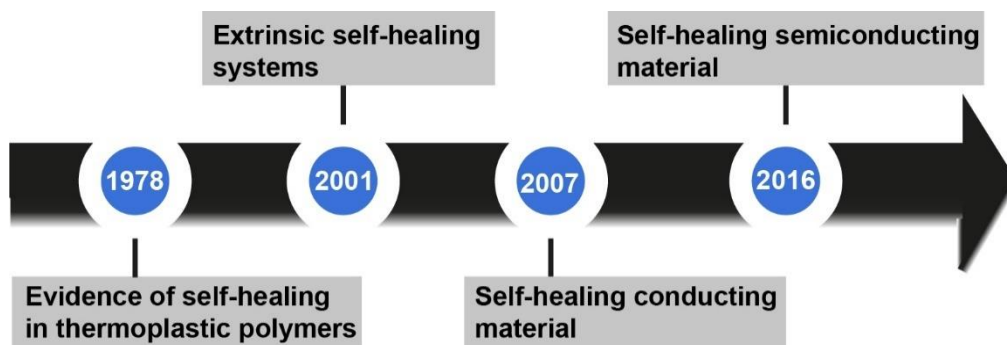 Extrinsic self-healing
systems
Self-healing semiconducting
material
1978
2001
2007
2016
Evidence of self-healing
in thermoplastic polymers
Self-healing conducting
material